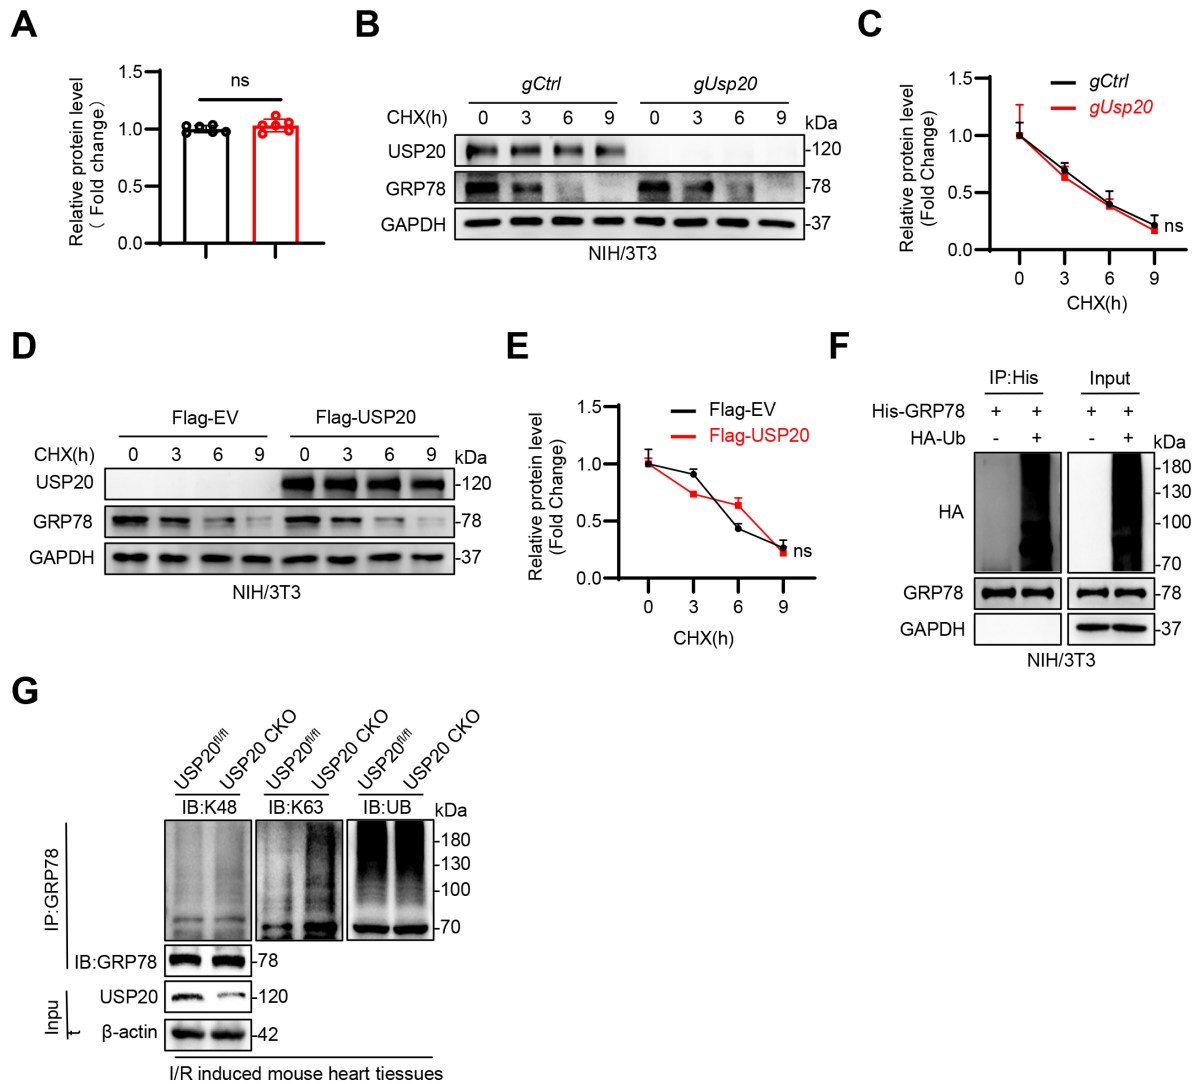 A
Relative protein level
( Fold change)
1.5
1.0
0.5
0.0
ns
B
gCtrl gUsp20
CHX(h) 0 3 6 9 0 3 6 9 kDa
USP20 -120
GRP78 -78
GAPDH -37
NIH/3T3
C
Relative protein level
(Fold Change)
1.5
1.0
0.5
0.0
gCtrl
gUsp20
ns
0 3 6 9
CHX(h)
D
Flag-EV Flag-USP20
CHX(h) 0 3 6 9 0 3 6 9 kDa
USP20 -120
GRP78 -78
GAPDH -37
NIH/3T3
E
Relative protein level
(Fold Change)
1.5
1.0
0.5
0.0
Flag-EV
Flag-USP20
ns
0 3 6 9
CHX(h)
F
IP:His Input
His-GRP78 + + + +
HA-Ub - + - + kDa
HA
-180
-130
-100
-70
GRP78 -78
GAPDH -37
NIH/3T3
G
USP20fl/fl USP20 CKO USP20fl/fl USP20 CKO USP20fl/fl USP20 CKO
IB:K48 IB:K63 IB:UB kDa
IP:GRP78
-180
-130
-100
-70
IB:GRP78 -78
Inpu
t
USP20 -120
β-actin -42
I/R induced mouse heart tiessues